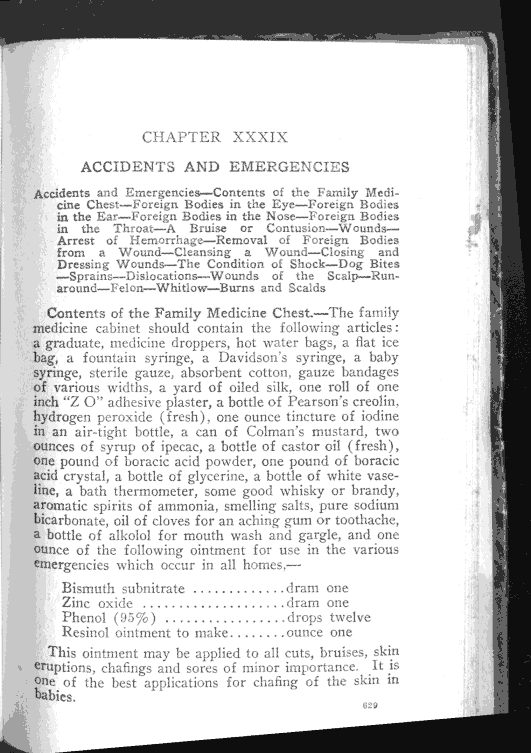 CHAPTER XXXIX
ACCIDENTS AND EMERGENCIES
Accidents and Emergencies—Contents of the Family Medi-
cine Chest—Foreign Bodies in the Eye—Foreign Bodies
in the Ear—Foreign Bodies in the Nose—Foreign Bodies
in the Throat—A Bruise or Contusion—Wounds—
Arrest of Hemorrhage—Removal of Foreign Bodies
from a Wound—Cleansing a Wound—Closing and
Dressing Wounds—The Condition of Shock—Dog Bites
—Sprains—Dislocations—Wounds of the Scalp—Run-
around—Felon—Whitlow—Burns and Scalds
Contents of the Family Medicine Chest.—The family
medicine cabinet should contain the following articles:
a graduate, medicine droppers, hot water bags, a flat ice
bag, a fountain syringe, a Davidson's syringe, a baby
syringe, sterile gauze, absorbent cotton, gauze bandages
of various widths, a yard of oiled silk, one roll of one
inch "Z O" adhesive plaster, a bottle of Pearson's creolin,
hydrogen peroxide (fresh), one ounce tincture of iodine
in an air-tight bottle, a can of Colman's mustard, two
ounces of syrup of ipecac, a bottle of castor oil (fresh),
one pound of boracic acid powder, one pound of boracic
acid crystal, a bottle of glycerine, a bottle of white vase-
line, a bath thermometer, some good whisky or brandy,
aromatic spirits of ammonia, smelling salts, pure sodium
bicarbonate, oil of cloves for an aching gum or toothache,
a bottle of alkolol for mouth wash and gargle, and one
ounce of the following ointment for use in the various
emergencies which occur in all homes,—
Bismuth subnitrate .............dram one
Zinc oxide ....................dram one
Phenol (95%) .................drops twelve
Resinol ointment to make........ounce one
This ointment may be applied to all cuts, bruises, skin
eruptions, chafings and sores of minor importance. It is
one of the best applications for chafing of the skin in
babies.
629